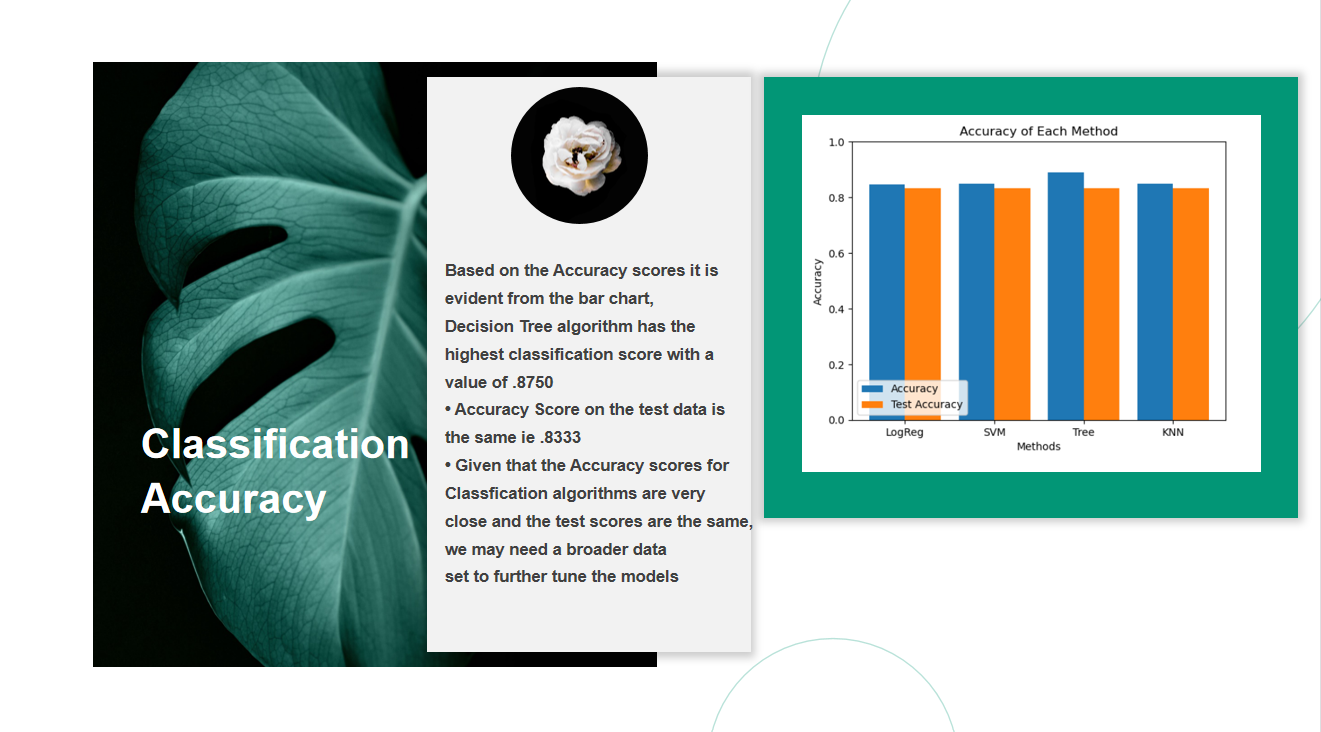 Classification
Accuracy
Based on the Accuracy scores it is
evident from the bar chart,
Decision Tree algorithm has the
highest classification score with a
value of .8750
• Accuracy Score on the test data is
the same ie .8333
• Given that the Accuracy scores for
Classfication algorithms are very
close and the test scores are the same,
we may need a broader data
set to further tune the models
Accuracy of Each Method
Accuracy
1.0
0.8
0.6
0.4
0.2
0.0
Accuracy
Test Accuracy
LogReg SVM Tree KNN
Methods